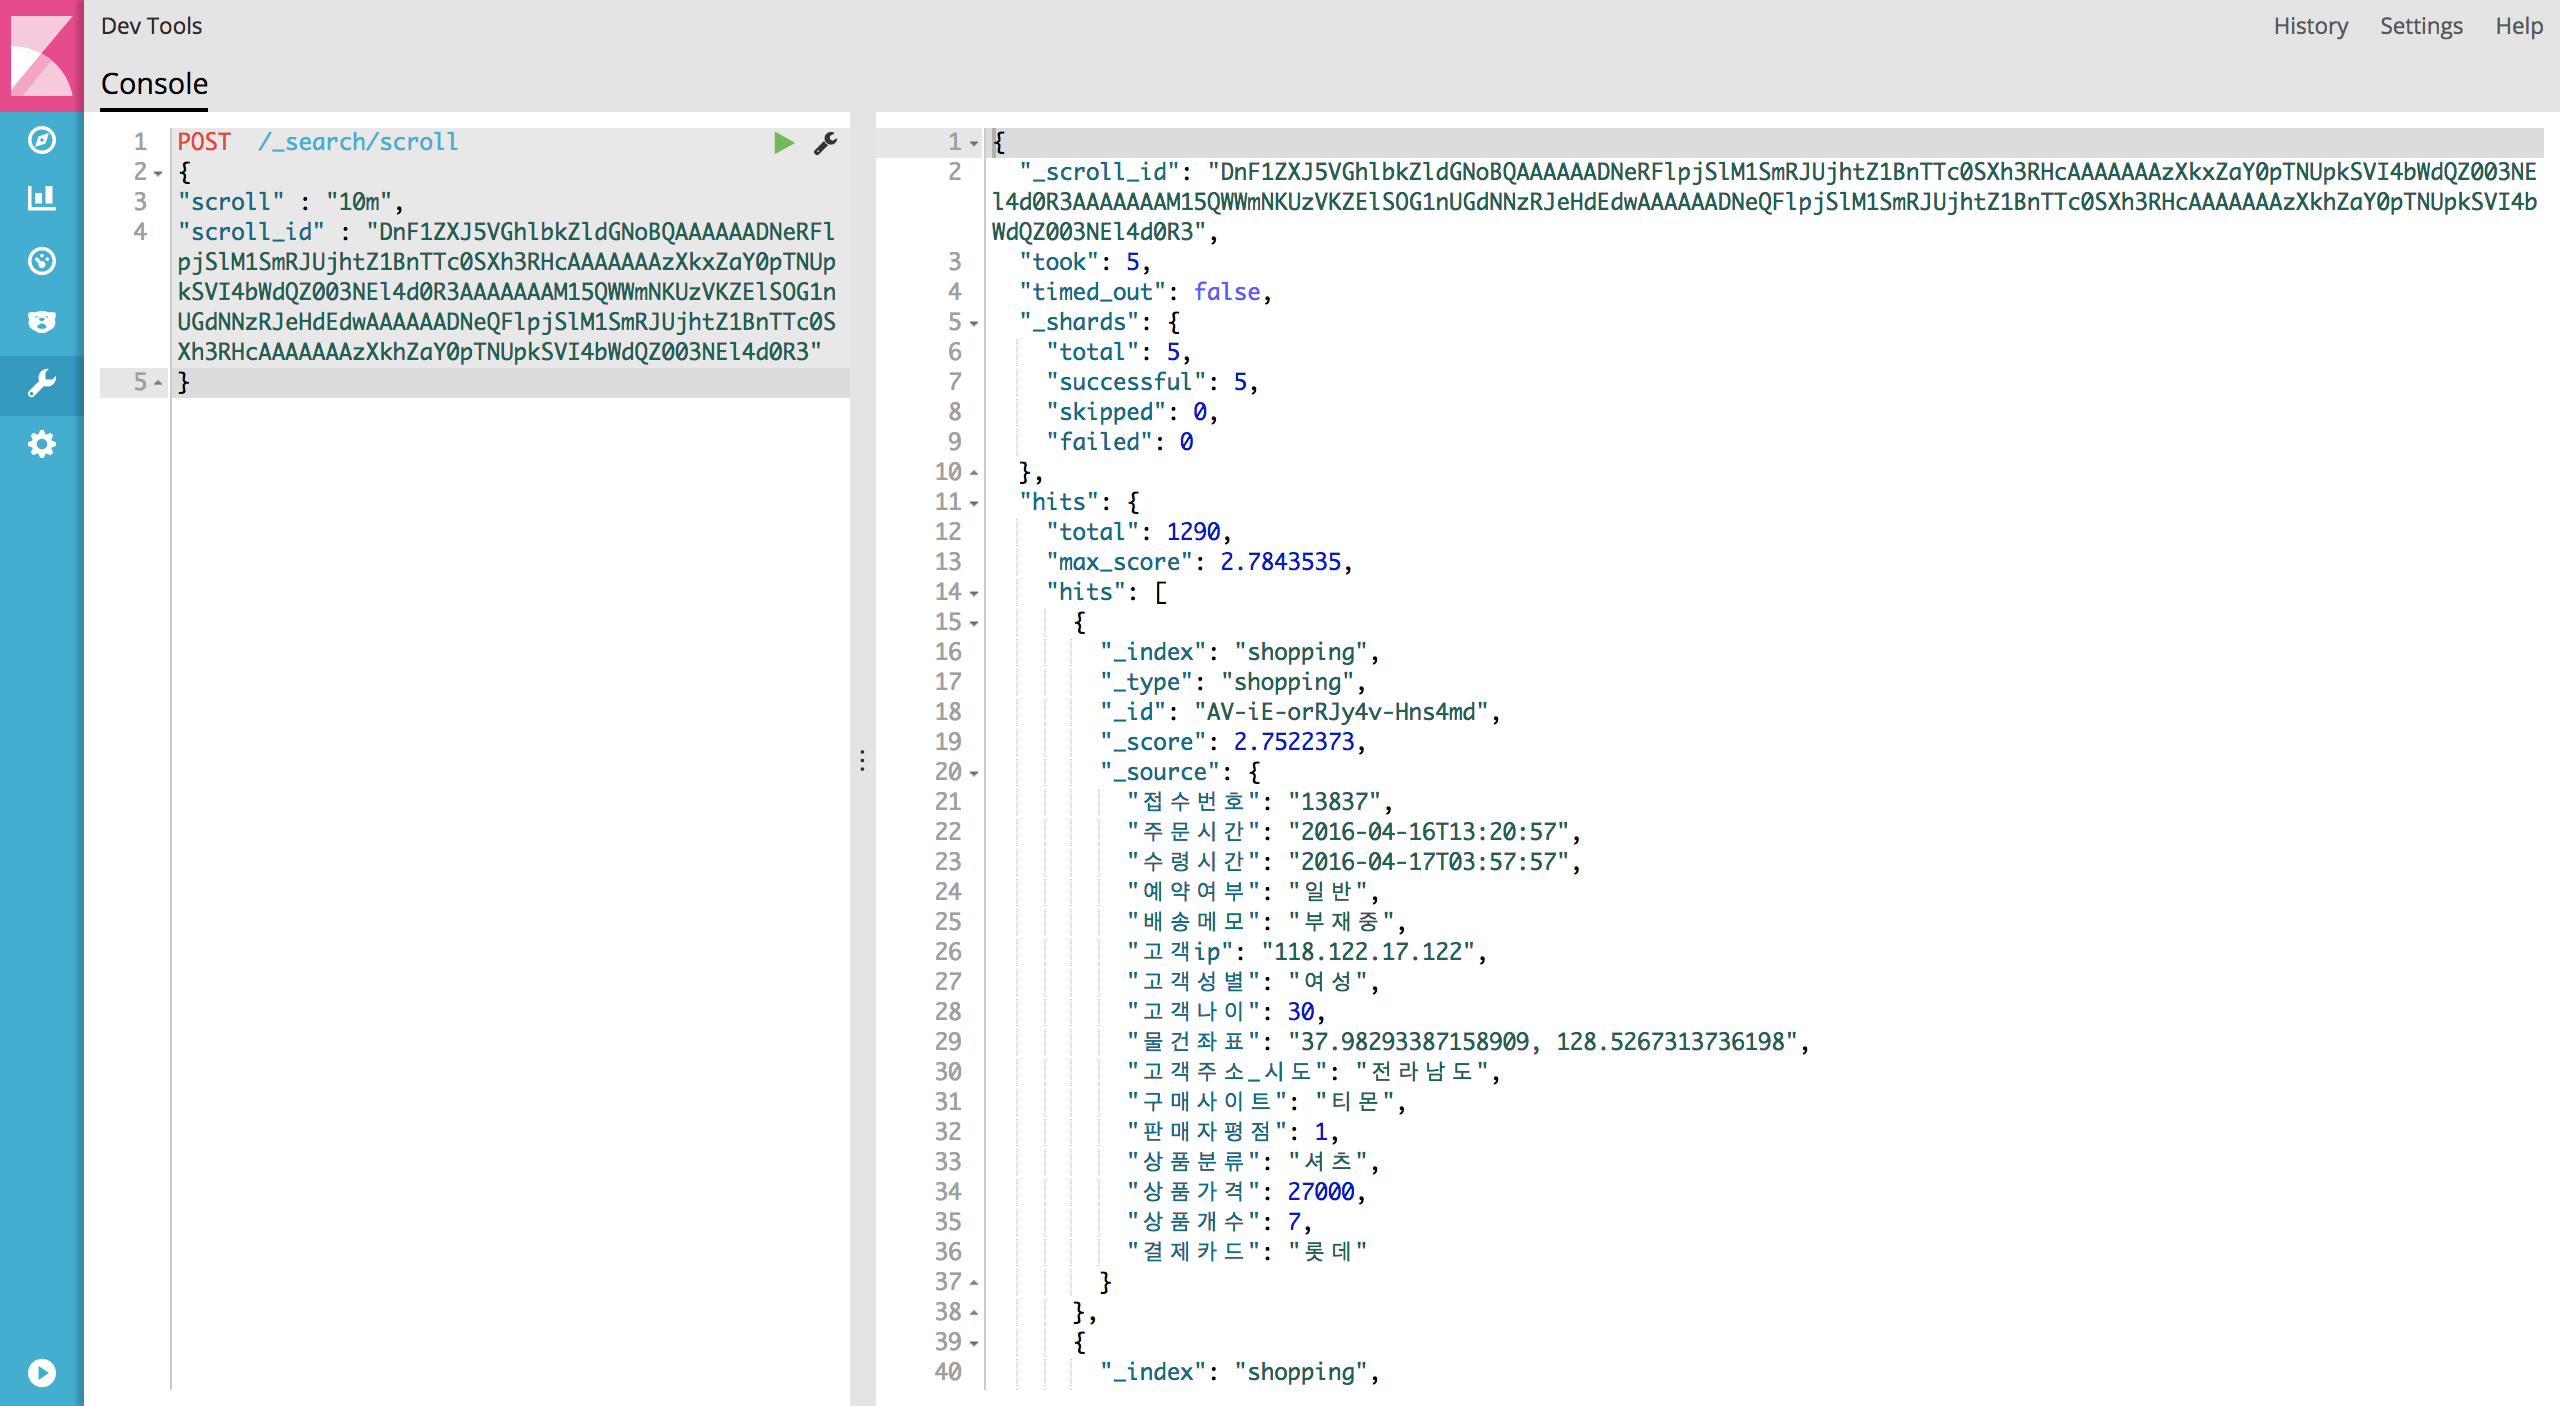 Dev Tools
History Settings Help
Console
1 POST /_search/scroll
2 {
3 "scroll" : "10m",
4 "scroll_id" : "DnF1ZXJ5VGhlbkZldGNoBQAAAAAADNeRFl
pjSlM1SmRJUjhtZ1BnTTc0SXh3RHcAAAAAAAzXkxZaY0pTNUp
kSVI4bWdQZ003NEl4d0R3AAAAAAAM15QWWmNKUzVKZElSOG1n
UGdNNzRJeHdEdwAAAAAADNeQFlpjSlM1SmRJUjhtZ1BnTTc0S
Xh3RHcAAAAAAAzXkhZaY0pTNUpkSVI4bWdQZ003NEl4d0R3"
5 }
1 {
2 "_scroll_id": "DnF1ZXJ5VGhlbkZldGNoBQAAAAAADNeRFlpjSlM1SmRJUjhtZ1BnTTc0SXh3RHcAAAAAAAzXkxZaY0pTNUpkSVI4bWdQZ003NE
l4d0R3AAAAAAAM15QWWmNKUzVKZElSOG1nUGdNNzRJeHdEdwAAAAAADNeQFlpjSlM1SmRJUjhtZ1BnTTc0SXh3RHcAAAAAAAzXkhZaY0pTNUpkSVI4b
WdQZ003NEl4d0R3",
3 "took": 5,
4 "timed_out": false,
5 "_shards": {
6 "total": 5,
7 "successful": 5,
8 "skipped": 0,
9 "failed": 0
10 },
11 "hits": {
12 "total": 1290,
13 "max_score": 2.7843535,
14 "hits": [
15 {
16 "_index": "shopping",
17 "_type": "shopping",
18 "_id": "AV-iE-orRJy4v-Hns4md",
19 "_score": 2.7522373,
20 "_source": {
21 "접수번호": "13837",
22 "주문시간": "2016-04-16T13:20:57",
23 "수령시간": "2016-04-17T03:57:57",
24 "예약여부": "일반",
25 "배송메모": "부재중",
26 "고객ip": "118.122.17.122",
27 "고객성별": "여성",
28 "고객나이": 30,
29 "물건좌표": "37.98293387158909, 128.5267313736198",
30 "고객주소_시도": "전라남도",
31 "구매사이트": "티몬",
32 "판매자평점": 1,
33 "상품분류": "셔츠",
34 "상품가격": 27000,
35 "상품개수": 7,
36 "결제카드": "롯데"
37 }
38 },
39 {
40 "_index": "shopping",